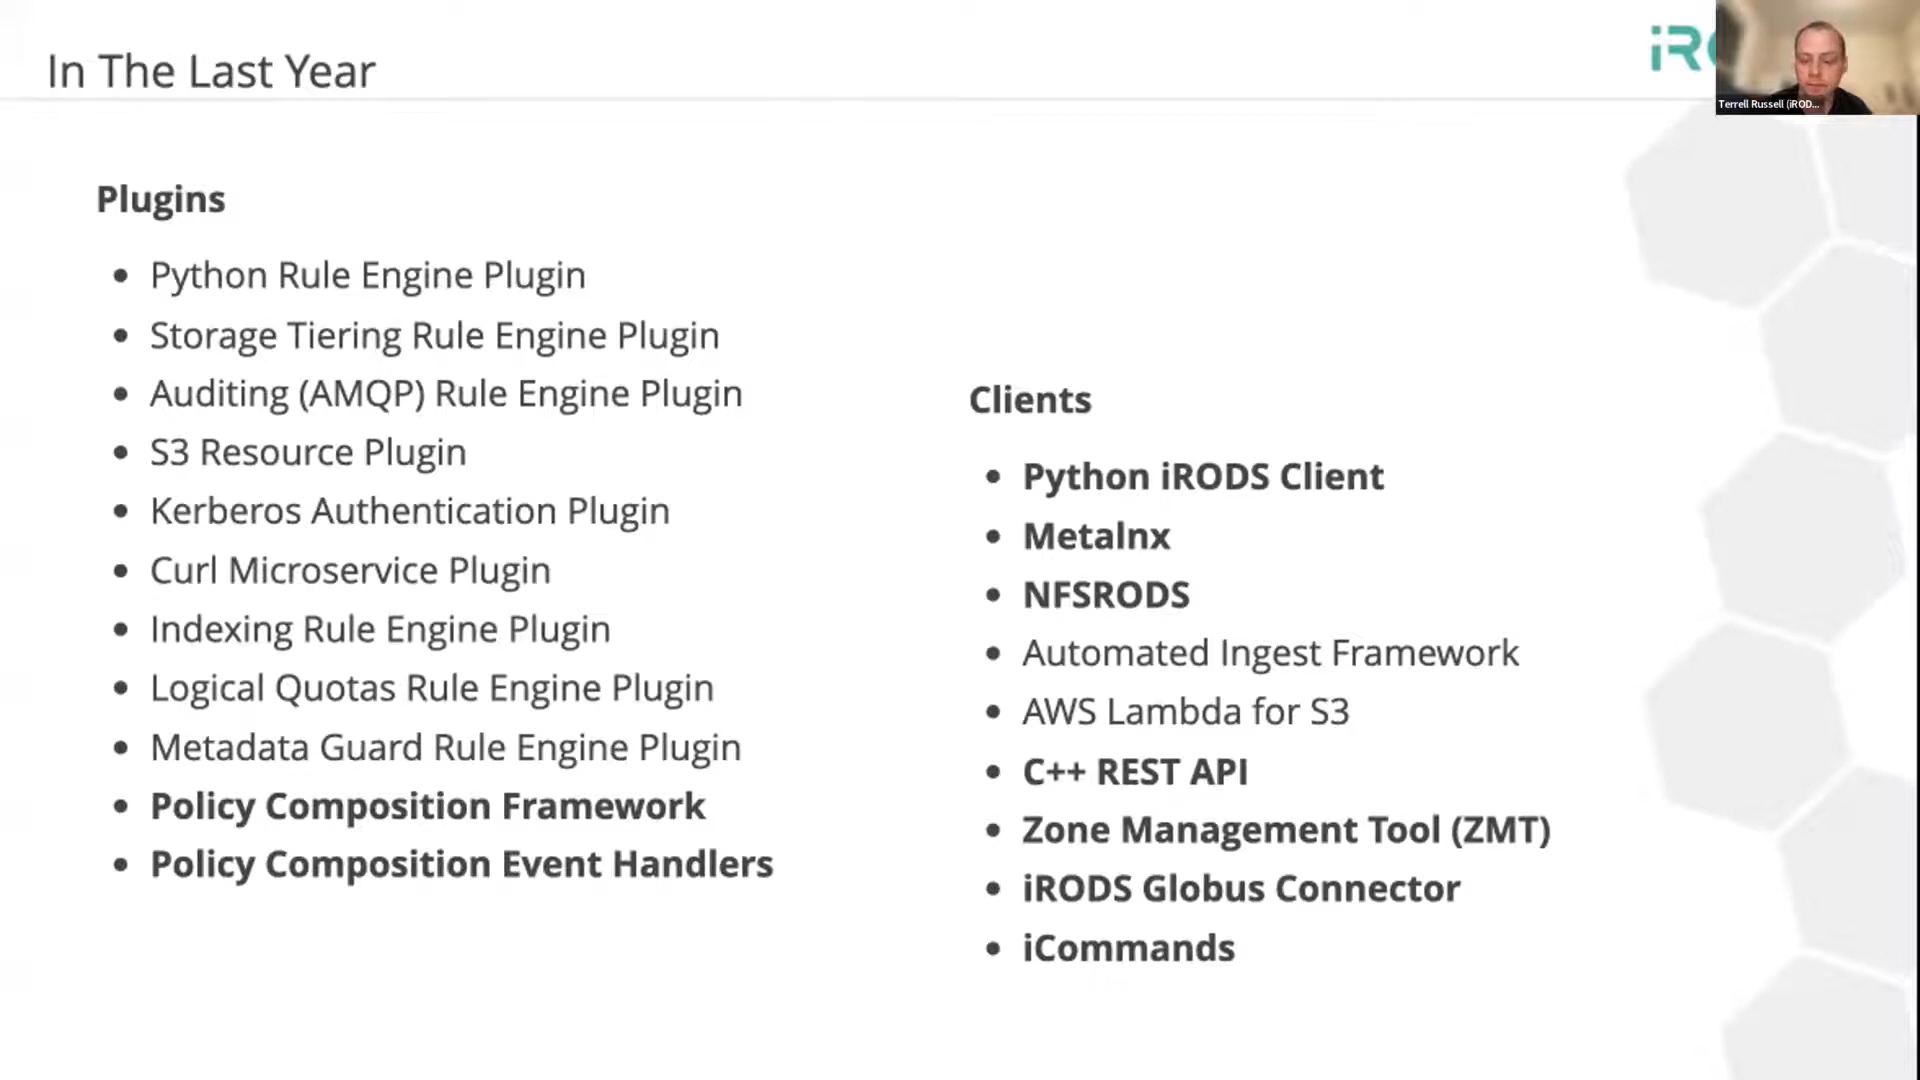 In The Last Year
iRO
Terrell Russell (iROD...
Plugins
Python Rule Engine Plugin
Storage Tiering Rule Engine Plugin
Auditing (AMQP) Rule Engine Plugin
S3 Resource Plugin
Kerberos Authentication Plugin
Curl Microservice Plugin
Indexing Rule Engine Plugin
Logical Quotas Rule Engine Plugin
Metadata Guard Rule Engine Plugin
Policy Composition Framework
Policy Composition Event Handlers
Clients
Python iRODS Client
Metalnx
NFSRODS
Automated Ingest Framework
AWS Lambda for S3
C++ REST API
Zone Management Tool (ZMT)
iRODS Globus Connector
iCommands